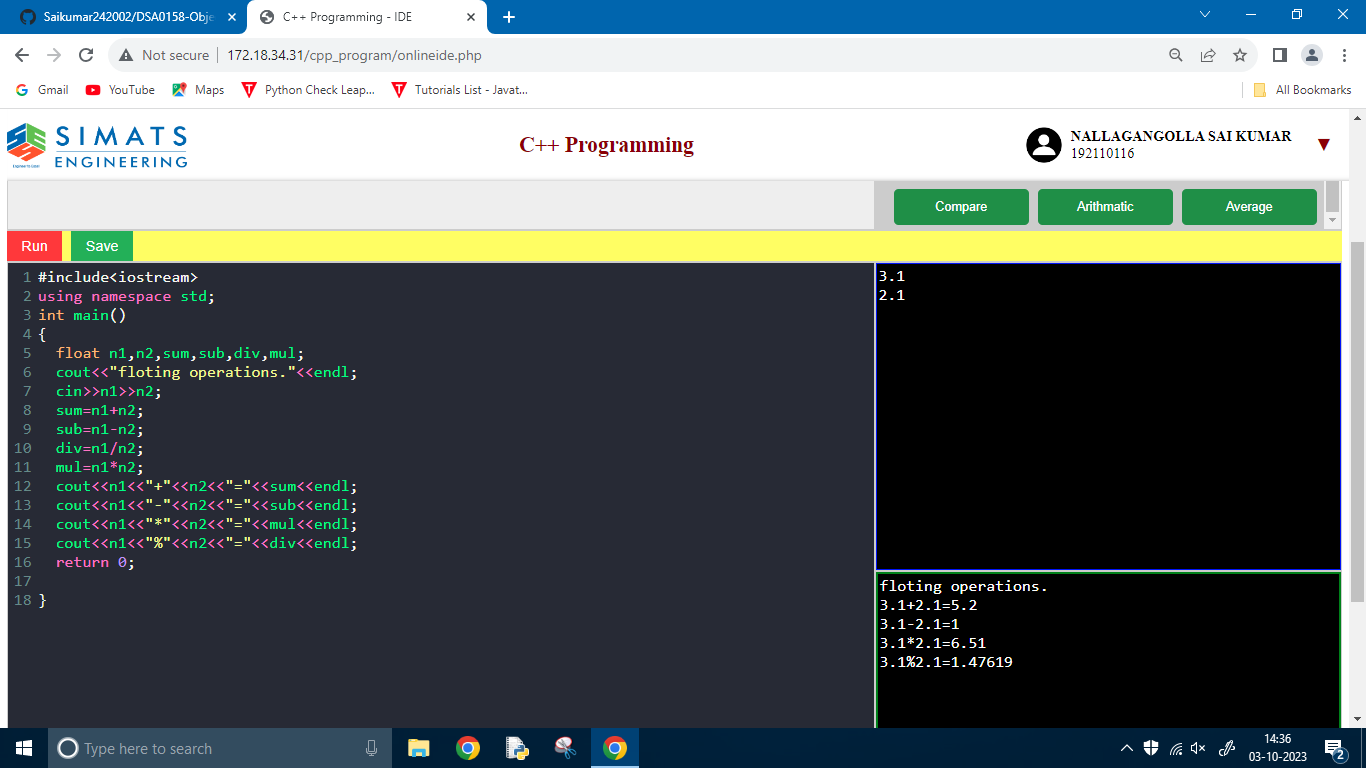 Saikumar242002/DSA0158-Obje
C++ Programming - IDE
Not secure
172.18.34.31/cpp_program/onlineide.php
Gmail
YouTube
Maps
Python Check Leap...
Tutorials List - Javat...
All Bookmarks
SIMATS
ENGINEERING
C++ Programming
NALLAGANGOLLA SAI KUMAR
192110116
Compare
Arithmatic
Average
Run
Save
1 #include<iostream>
2 using namespace std;
3 int main()
4 {
5   float n1,n2,sum,sub,div,mul;
6   cout<<"floting operations."<<endl;
7   cin>>n1>>n2;
8   sum=n1+n2;
9   sub=n1-n2;
10   div=n1/n2;
11   mul=n1*n2;
12   cout<<n1<<"+"<<n2<<"="<<sum<<endl;
13   cout<<n1<<"-"<<n2<<"="<<sub<<endl;
14   cout<<n1<<"*"<<n2<<"="<<mul<<endl;
15   cout<<n1<<"%"<<n2<<"="<<div<<endl;
16   return 0;
17
18 }
3.1
2.1
floting operations.
3.1+2.1=5.2
3.1-2.1=1
3.1*2.1=6.51
3.1%2.1=1.47619
Type here to search
14:36
03-10-2023
2